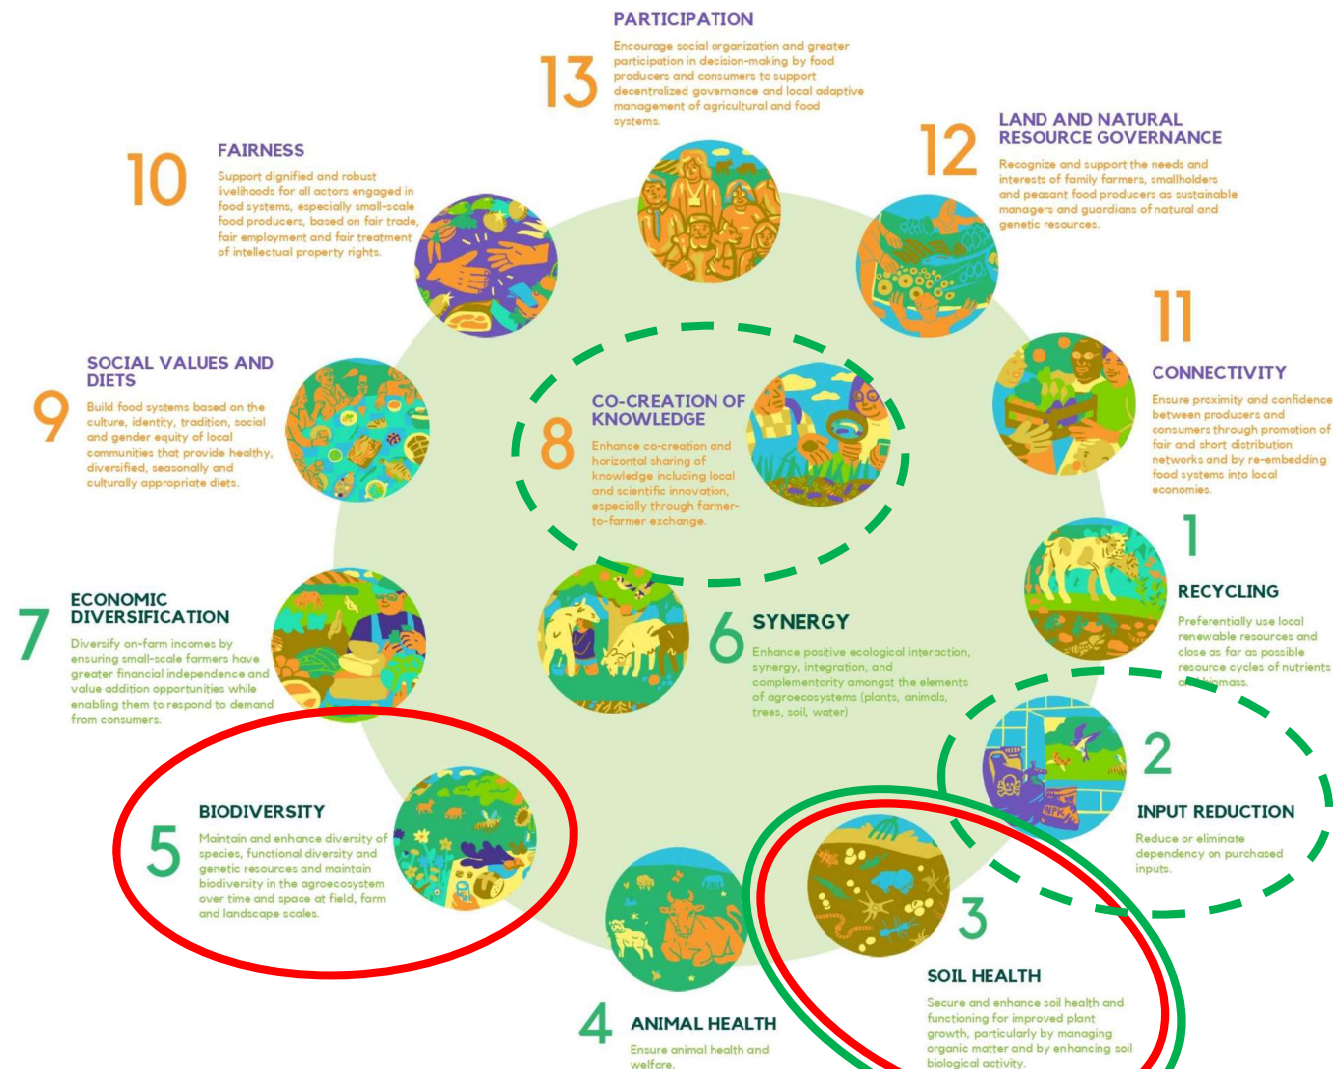 PARTICIPATION
13
Encourage social organization and greater
participation in decision-making by food
producers and consumers to support
decentralized governance and local adaptive
management of agricultural and food
systems.
12
LAND AND NATURAL
RESOURCE GOVERNANCE
Recognize and support the needs and
interests of family farmers, smallholders
and peasant food producers as sustainable
managers and guardians of natural and
genetic resources.
10
FAIRNESS
Support dignified and robust
livelihoods for all actors engaged in
food systems, especially small-scale
food producers, based on fair trade,
fair employment and fair treatment
of intellectual property rights.
11
CONNECTIVITY
Ensure proximity and confidence
between producers and
consumers through promotion of
fair and short distribution
networks and by re-embedding
food systems into local
economies.
9
SOCIAL VALUES AND
DIETS
Build food systems based on the
culture, identity, tradition, social
and gender equity of local
communities that provide healthy,
diversified, seasonally and
culturally appropriate diets.
8
CO-CREATION OF
KNOWLEDGE
Enhance co-creation and
horizontal sharing of
knowledge including local
and scientific innovation,
especially through farmer-
to-farmer exchange.
1
RECYCLING
Preferentially use local
renewable resources and
close as far as possible
resource cycles of nutrients
and biomass.
7
ECONOMIC
DIVERSIFICATION
Diversify on-farm incomes by
ensuring small-scale farmers have
greater financial independence and
value addition opportunities while
enabling them to respond to demand
from consumers.
6
SYNERGY
Enhance postive ecological interaction,
synergy, integration, and
complementarity amongst the elements
of agroecosystems (plants, animals,
trees, soil, water)
2
INPUT REDUCTION
Reduce or eliminate
dependency on purchased
inputs.
NPK
5
BIODIVERSITY
Maintain and enhance diversity of
species, functional diversity and
genetic resources and maintain
biodiversity in the agroecosystem
over time and space at field, farm
and landscape scales.
3
SOIL HEALTH
Secure and enhance soil health and
functioning for improved plant
growth, particularly by managing
organic matter and by enhancing soil
biological activity.
4
ANIMAL HEALTH
Ensure animal health and
welfare.